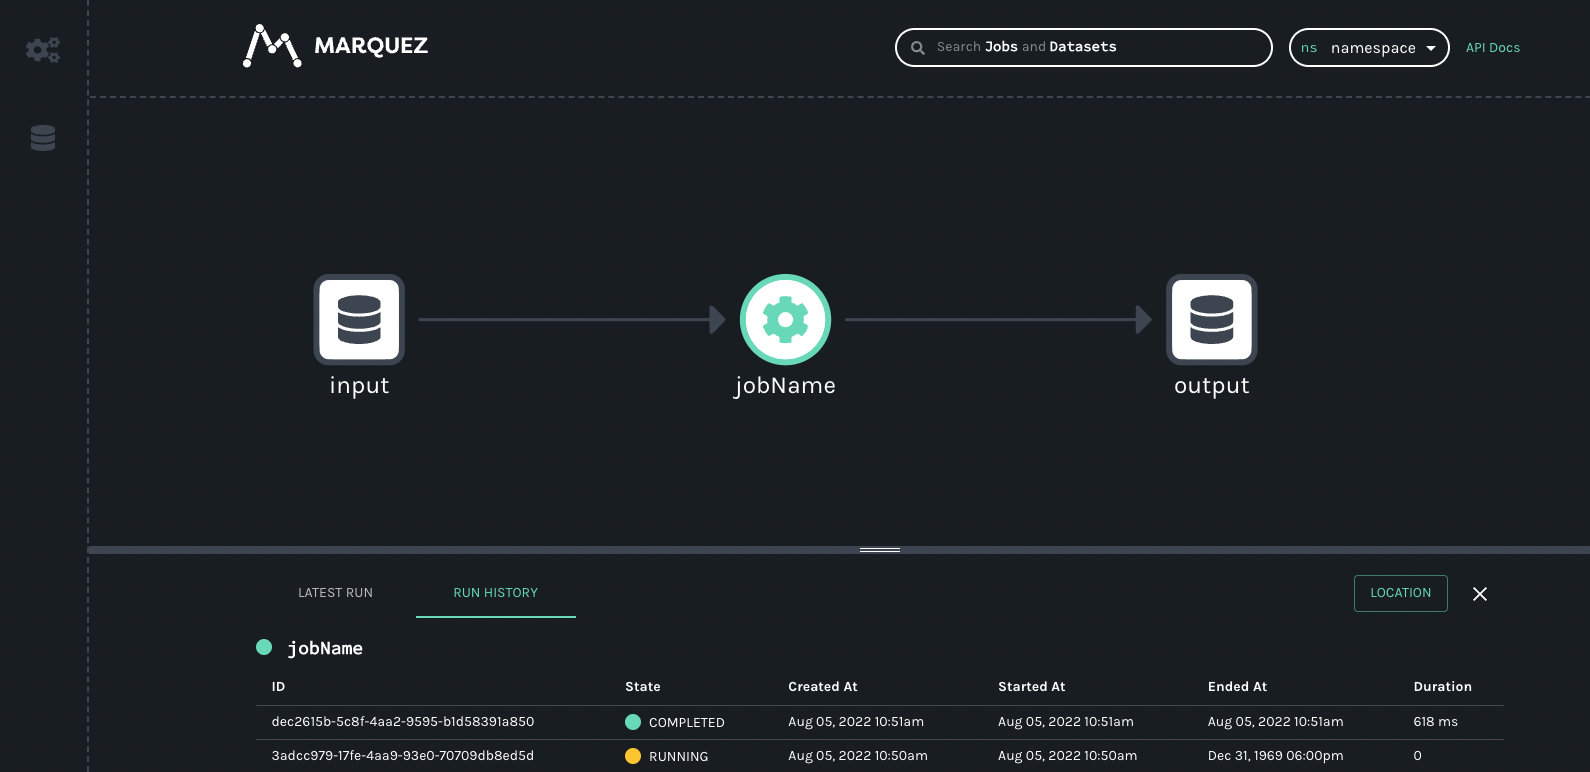 MARQUEZ
Search Jobs and Datasets
ns namespace
API Docs
input
jobName
output
LATEST RUN
RUN HISTORY
LOCATION
jobName
ID State Created At Started At Ended At Duration
dec2615b-5c8f-4aa2-9595-b1d58391a850 COMPLETED Aug 05, 2022 10:51am Aug 05, 2022 10:51am Aug 05, 2022 10:51am 618 ms
3adcc979-17fe-4aa9-93e0-70709db8ed5d RUNNING Aug 05, 2022 10:50am Aug 05, 2022 10:50am Dec 31, 1969 06:00pm 0